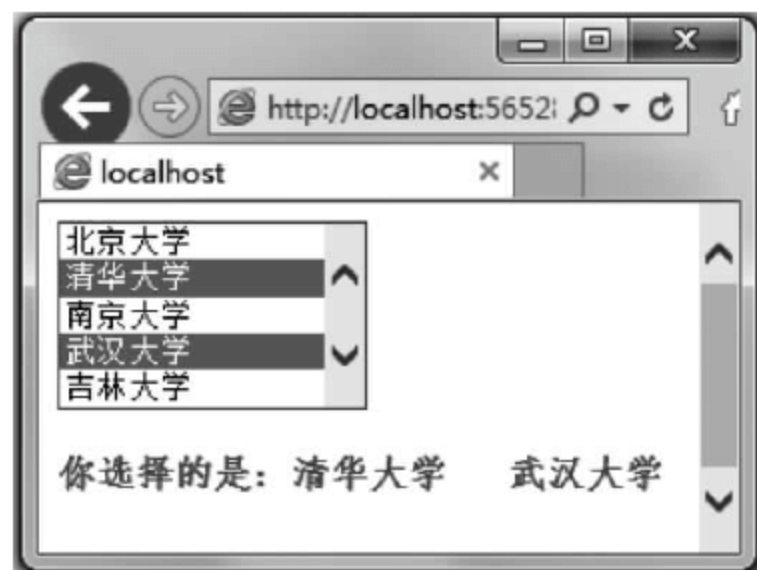 http://localhost:5652
localhost
北京大学
清华大学
南京大学
武汉大学
吉林大学
你选择的是：清华大学 武汉大学